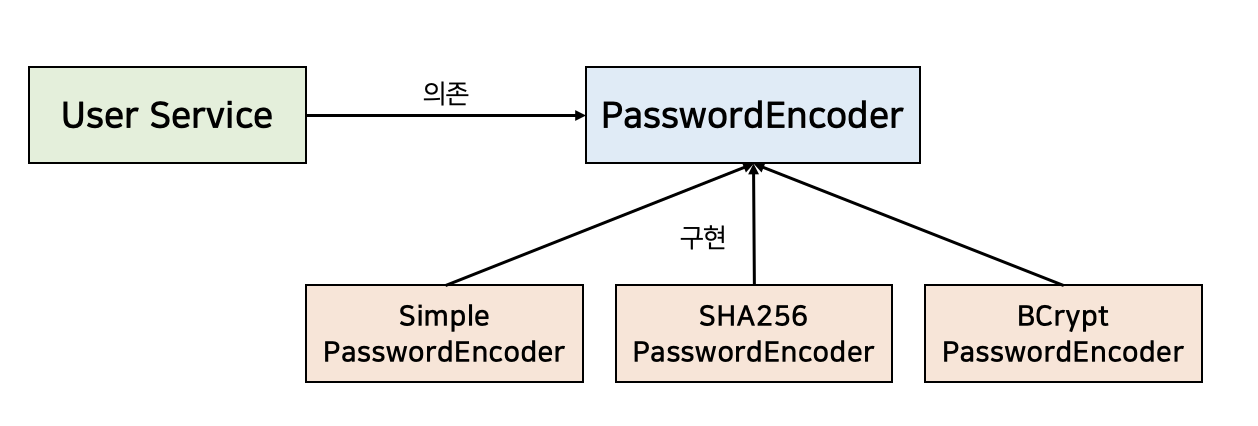 User Service
의존
PasswordEncoder
구현
Simple
PasswordEncoder
SHA256
PasswordEncoder
BCrypt
PasswordEncoder